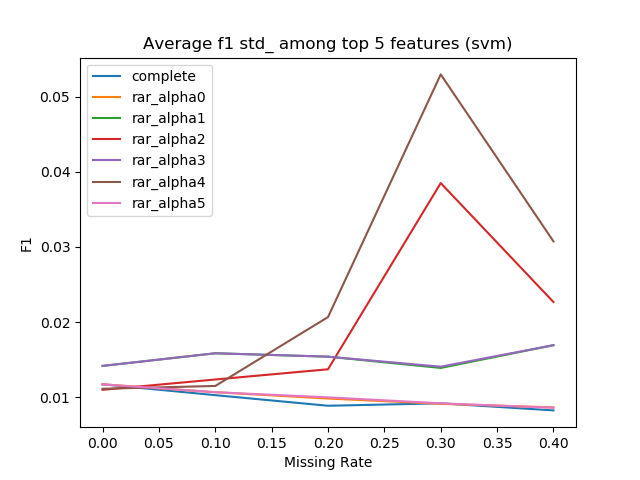 Average f1 std_ among top 5 features (svm)
complete
rar_alpha0
rar_alpha1
rar_alpha2
rar_alpha3
rar_alpha4
rar_alpha5
F1
0.05
0.04
0.03
0.02
0.01
0.00 0.05 0.10 0.15 0.20 0.25 0.30 0.35 0.40
Missing Rate